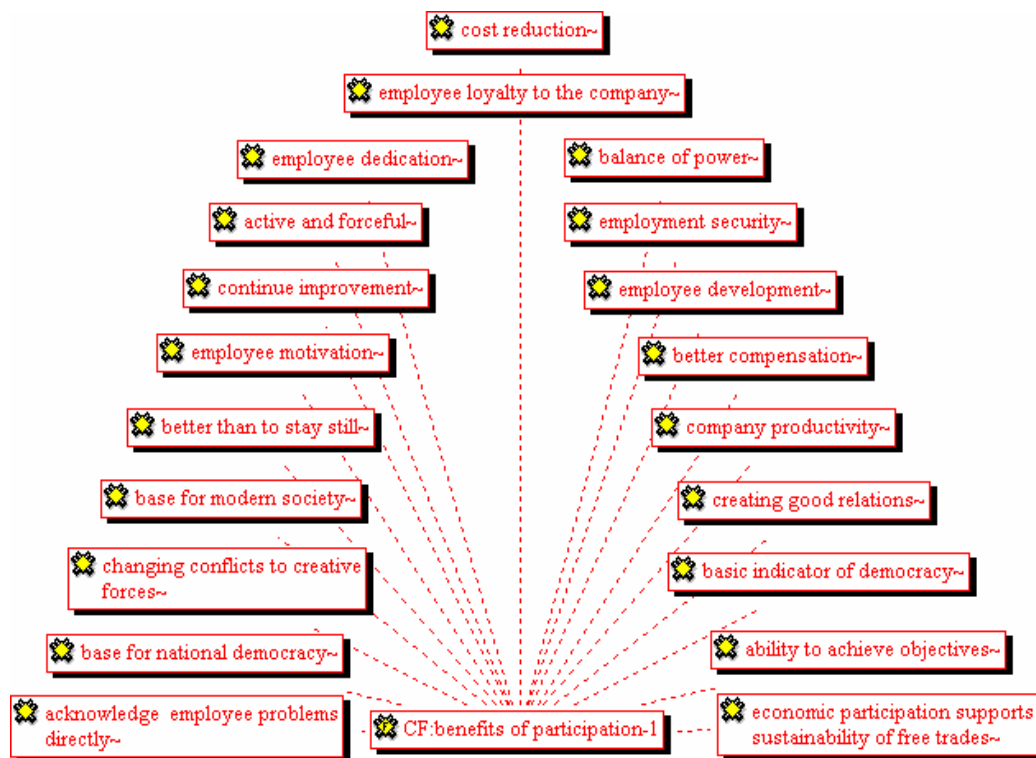 cost reduction~
employee loyalty to the company~
employee dedication~
balance of power~
active and forceful~
employment security~
continue improvement~
employee development~
employee motivation~
better compensation~
better than to stay still~
company productivity~
base for modern society~
creating good relations~
changing conflicts to creative
forces~
basic indicator of democracy~
base for national democracy~
ability to achieve objectives~
acknowledge employee problems
directly~
CF:benefits of participation-1
economic participation supports
sustainability of free trades~